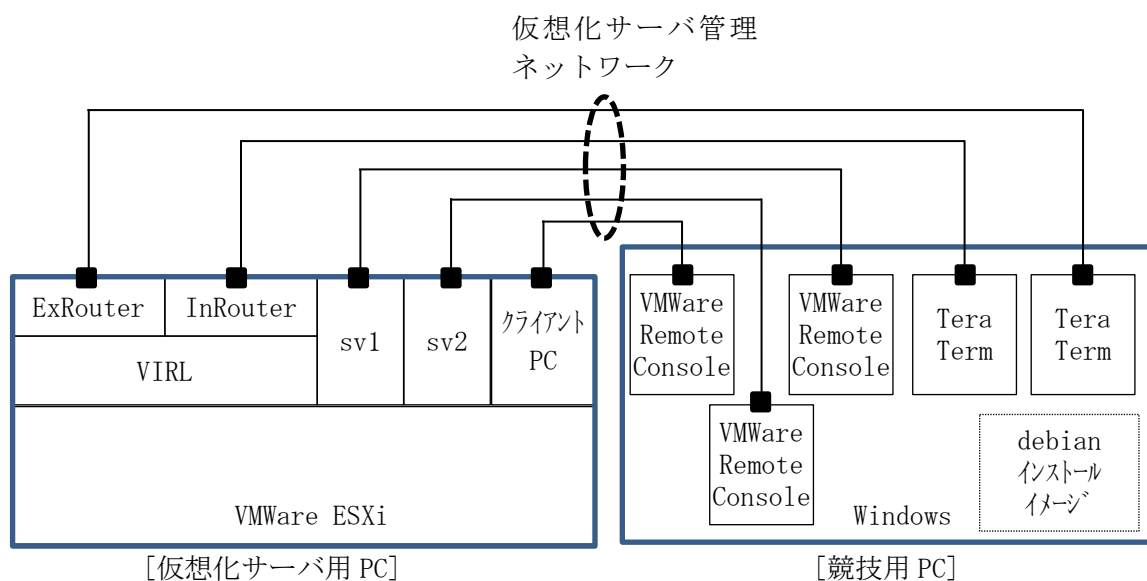 仮想化サーバ管理
ネットワーク
ExRouter
InRouter
VIRL
sv1
sv2
クライアント
PC
VMWare ESXi
[仮想化サーバ用 PC]
VMWare
Remote
Console
VMWare
Remote
Console
Tera
Term
Tera
Term
VMWare
Remote
Console
debian
インストール
イメージ
Windows
[競技用 PC]